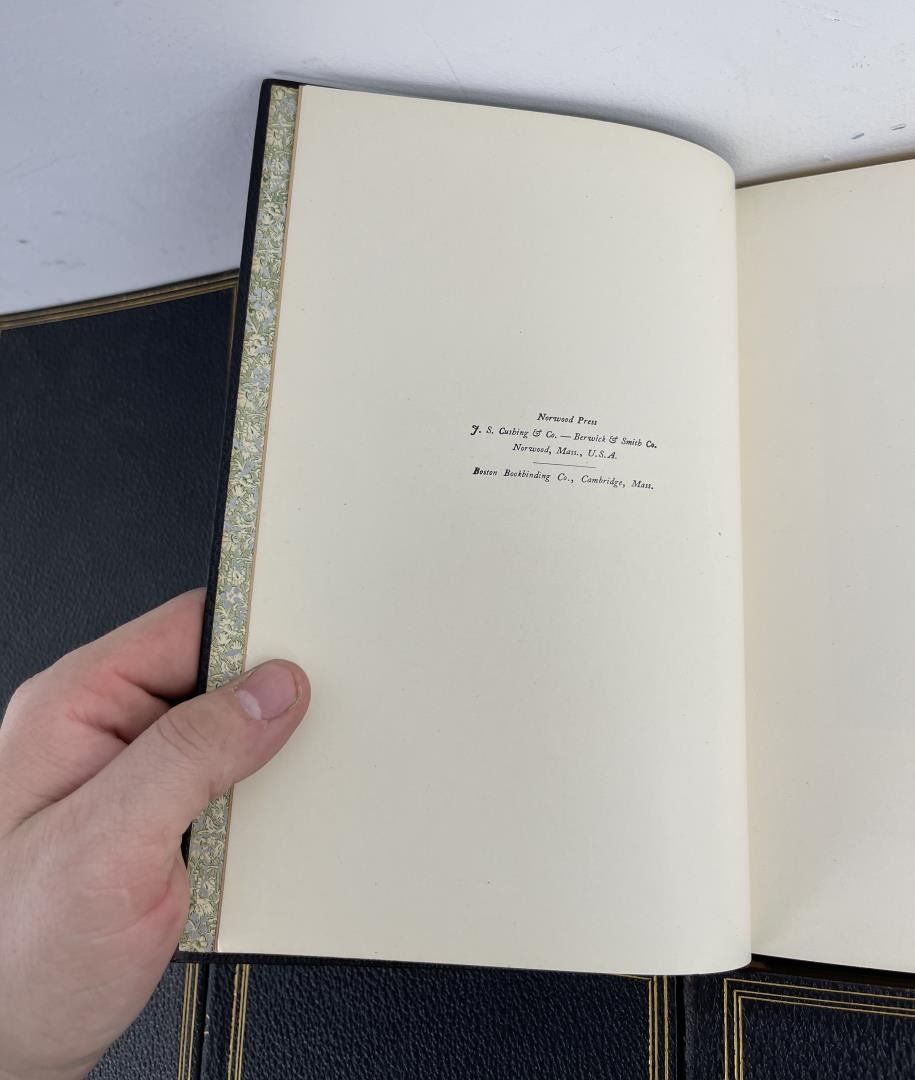 Norwood Press
J. S. Cushing & Co. — Berwick & Smith Co.
Norwood, Mass., U.S.A.
Boston Bookbinding Co., Cambridge, Mass.